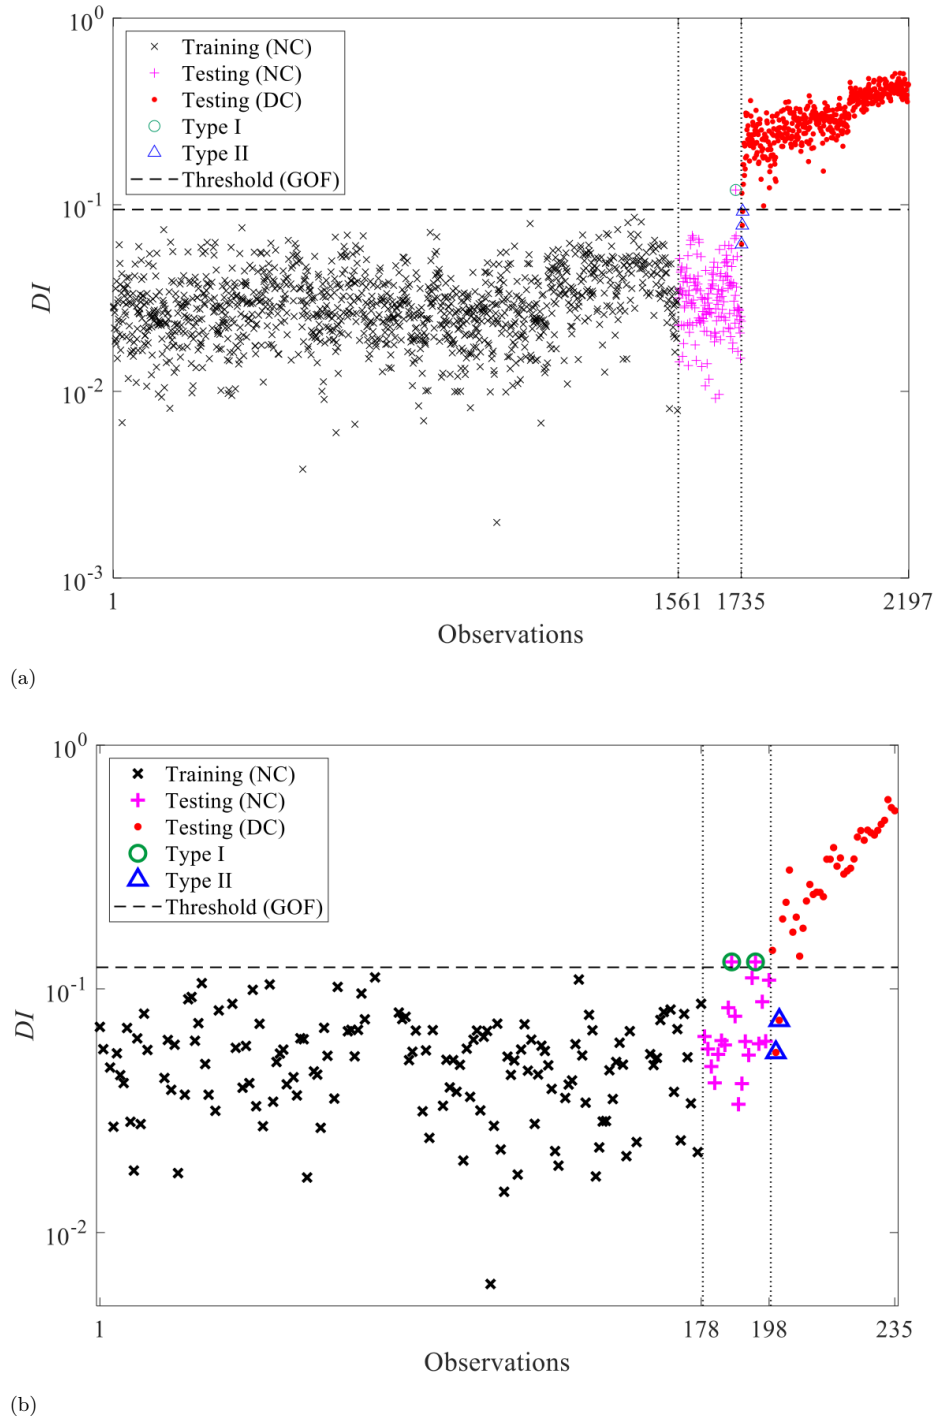 10^0
Training (NC)
Testing (NC)
Testing (DC)
Type I
Type II
Threshold (GOF)
10^-1
DI
10^-2
10^-3
1 1561 1735 2197
Observations
(a)
10^0
Training (NC)
Testing (NC)
Testing (DC)
Type I
Type II
Threshold (GOF)
10^-1
DI
10^-2
1 178 198 235
Observations
(b)